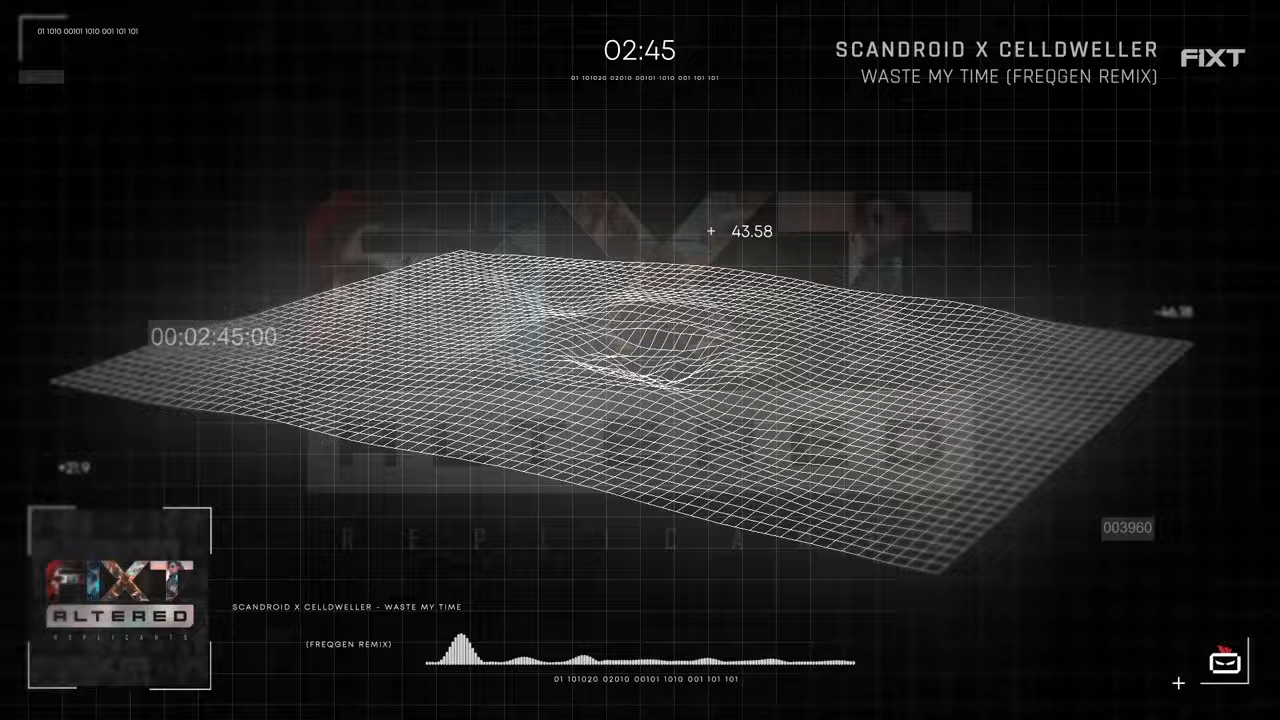 01 1010 00101 1010 001 101 101
02:45
01 101020 02010 00101 1010 001 101 101
SCANDROID X CELLDWELLER
WASTE MY TIME (FREQGEN REMIX)
FIXT
+ 43.58
00:02:45:00
003960
FIXT
ALTERED
REPLICANTS
SCANDROID X CELLDWELLER - WASTE MY TIME
(FREQGEN REMIX)
01 101020 02010 00101 1010 001 101 101